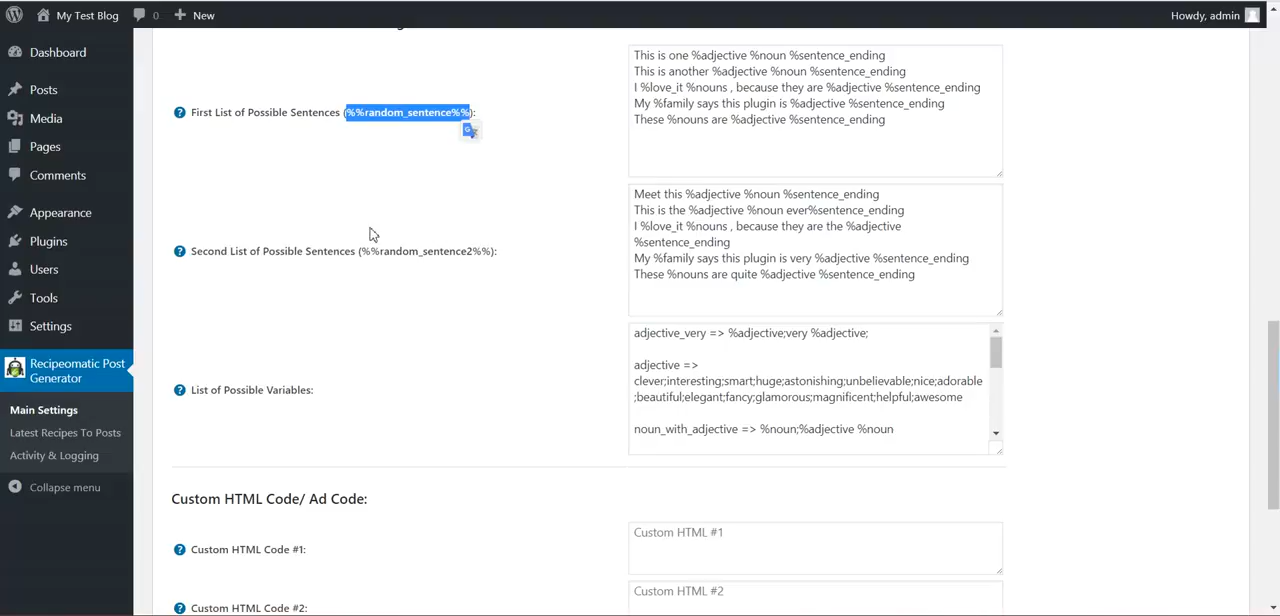 My Test Blog
0
New
Howdy, admin
Dashboard
Posts
Media
Pages
Comments
Appearance
Plugins
Users
Tools
Settings
Recipeomatic Post
Generator
Main Settings
Latest Recipes To Posts
Activity & Logging
Collapse menu
First List of Possible Sentences (%%random_sentence%%):
This is one %adjective %noun %sentence_ending
This is another %adjective %noun %sentence_ending
I %love_it %nouns , because they are %adjective %sentence_ending
My %family says this plugin is %adjective %sentence_ending
These %nouns are %adjective %sentence_ending
Second List of Possible Sentences (%%random_sentence2%%):
Meet this %adjective %noun %sentence_ending
This is the %adjective %noun ever%sentence_ending
I %love_it %nouns , because they are the %adjective
%sentence_ending
My %family says this plugin is very %adjective %sentence_ending
These %nouns are quite %adjective %sentence_ending
List of Possible Variables:
adjective_very => %adjective;very %adjective;
adjective =>
clever;interesting;smart;huge;astonishing;unbelievable;nice;adorable
;beautiful;elegant;fancy;glamorous;magnificent;helpful;awesome
noun_with_adjective => %noun;%adjective %noun
Custom HTML Code/ Ad Code:
Custom HTML Code #1:
Custom HTML #1
Custom HTML Code #2:
Custom HTML #2